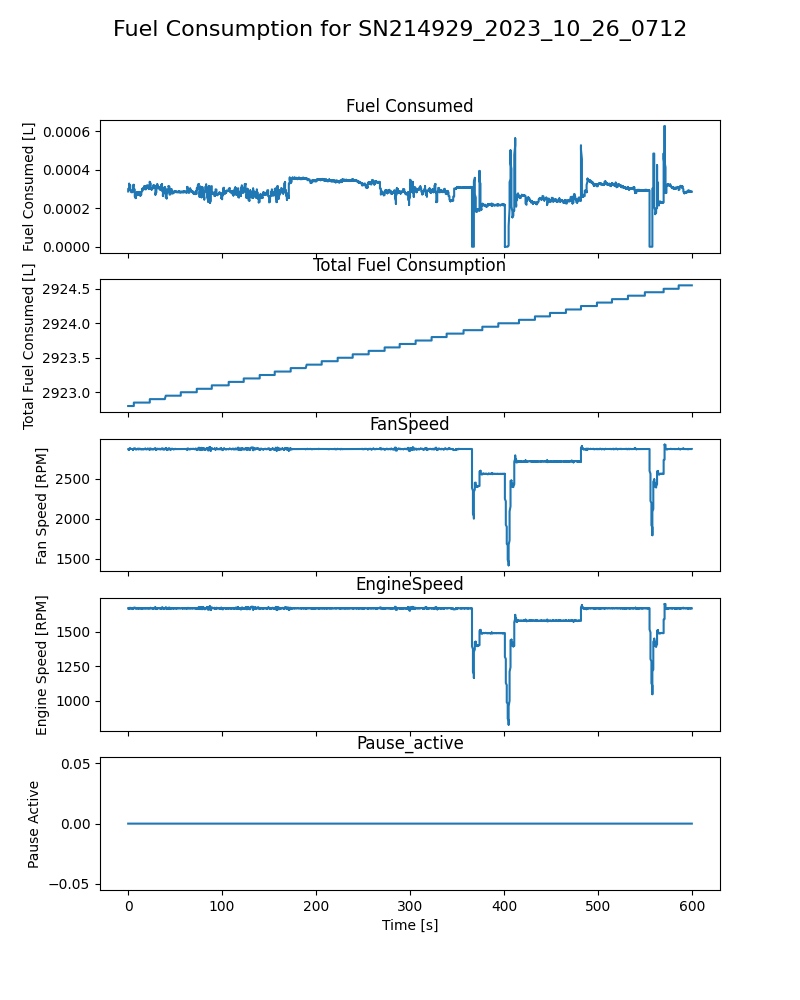 Fuel Consumption for SN214929_2023_10_26_0712
Fuel Consumed
Fuel Consumed [L]
0.0006
0.0004
0.0002
0.0000
Total Fuel Consumption
Total Fuel Consumed [L]
2924.5
2924.0
2923.5
2923.0
FanSpeed
Fan Speed [RPM]
2500
2000
1500
EngineSpeed
Engine Speed [RPM]
1500
1250
1000
Pause_active
Pause Active
0.05
0.00
−0.05
0 100 200 300 400 500 600
Time [s]